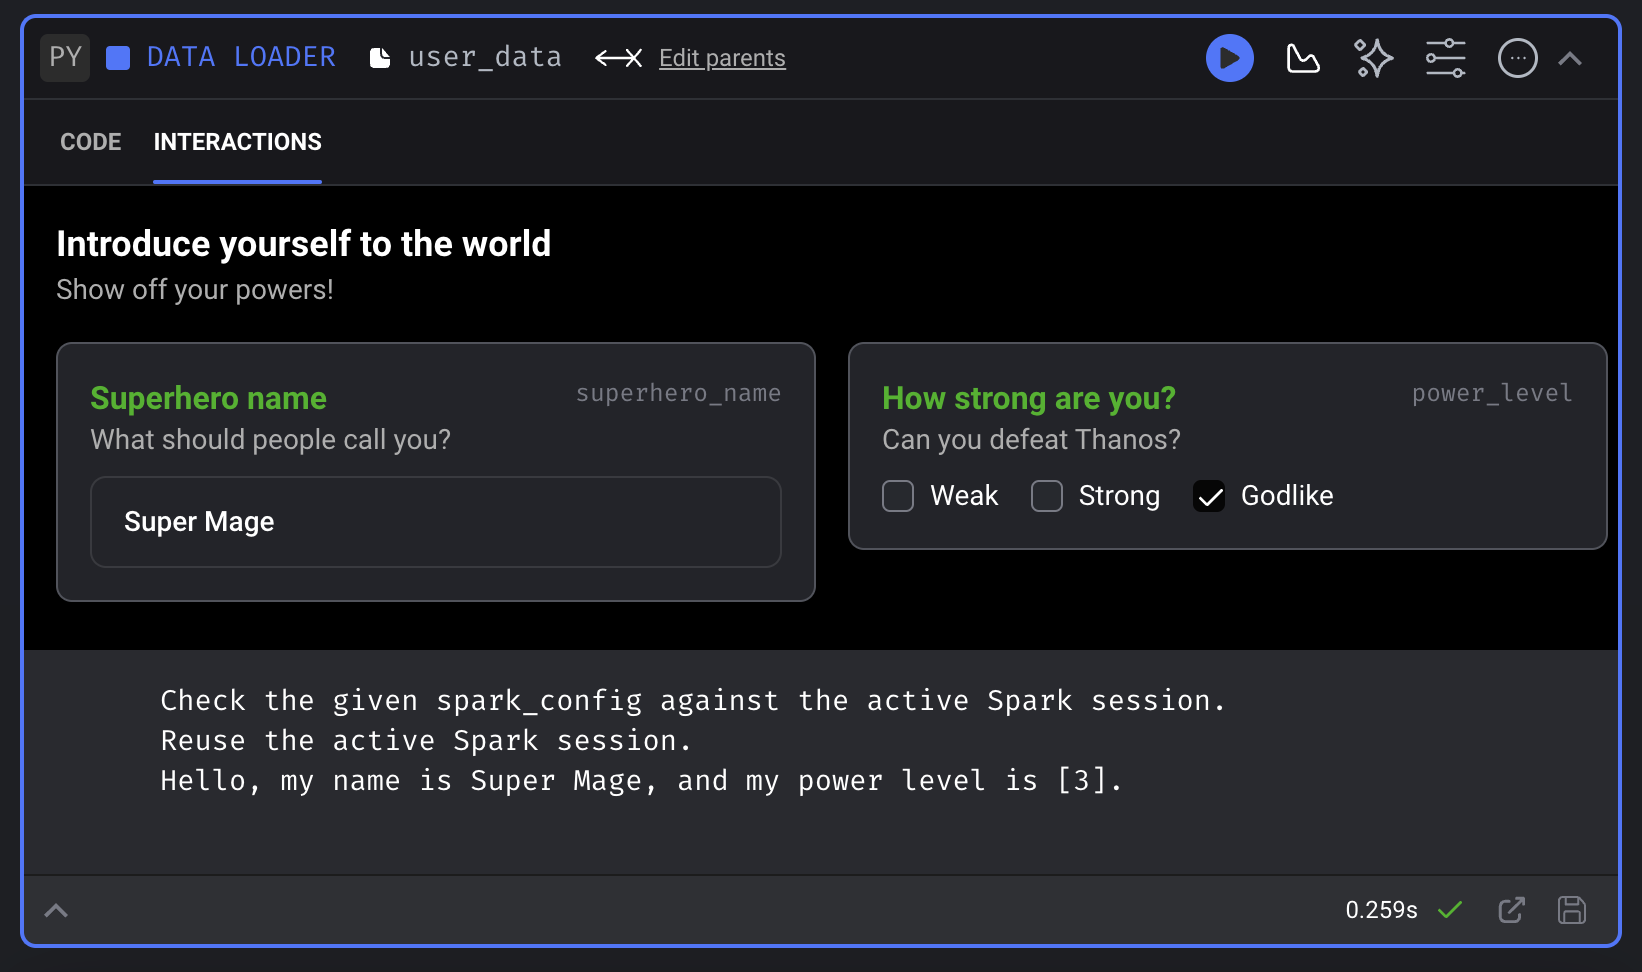 PY DATA LOADER user_data Edit parents
CODE INTERACTIONS
Introduce yourself to the world
Show off your powers!
Superhero name superhero_name
What should people call you?
Super Mage
How strong are you? power_level
Can you defeat Thanos?
Weak Strong Godlike
Check the given spark_config against the active Spark session.
Reuse the active Spark session.
Hello, my name is Super Mage, and my power level is [3].
0.259s